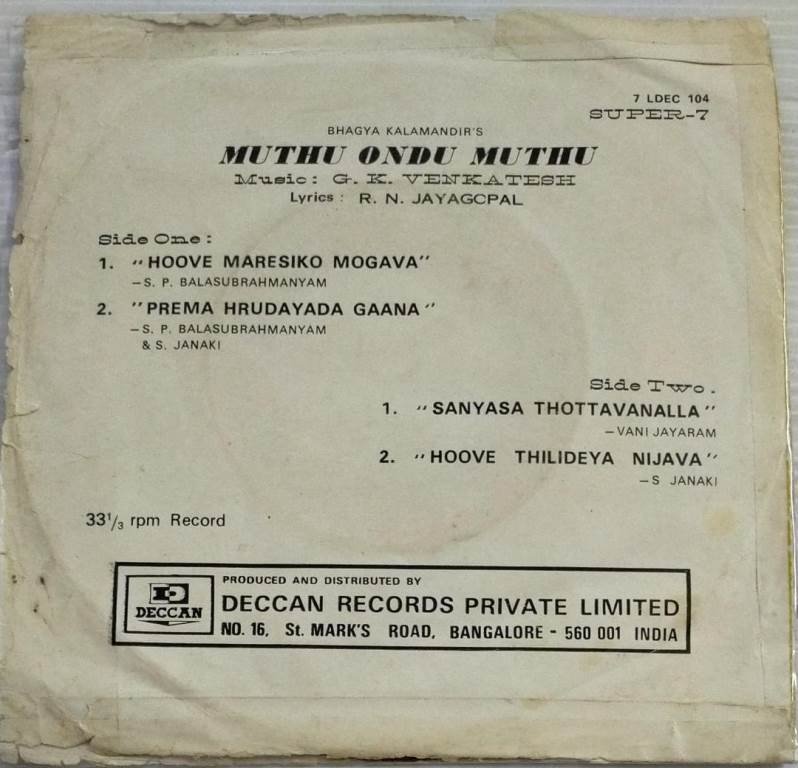 7 LDEC 104
SUPER-7
BHAGYA KALAMANDIR'S
MUTHU ONDU MUTHU
Music: G. K. VENKATESH
Lyrics : R. N. JAYAGCPAL
Side One :
1. "HOOVE MARESIKO MOGAVA"
—S. P. BALASUBRAHMANYAM
2. "PREMA HRUDAYADA GAANA"
—S. P. BALASUBRAHMANYAM
& S. JANAKI
Side Two.
1. "SANYASA THOTTAVANALLA"
—VANI JAYARAM
2. "HOOVE THILIDEYA NIJAVA"
—S JANAKI
33 1/3 rpm Record
DECCAN
PRODUCED AND DISTRIBUTED BY
DECCAN RECORDS PRIVATE LIMITED
NO. 16, St. MARK'S ROAD, BANGALORE - 560 001 INDIA